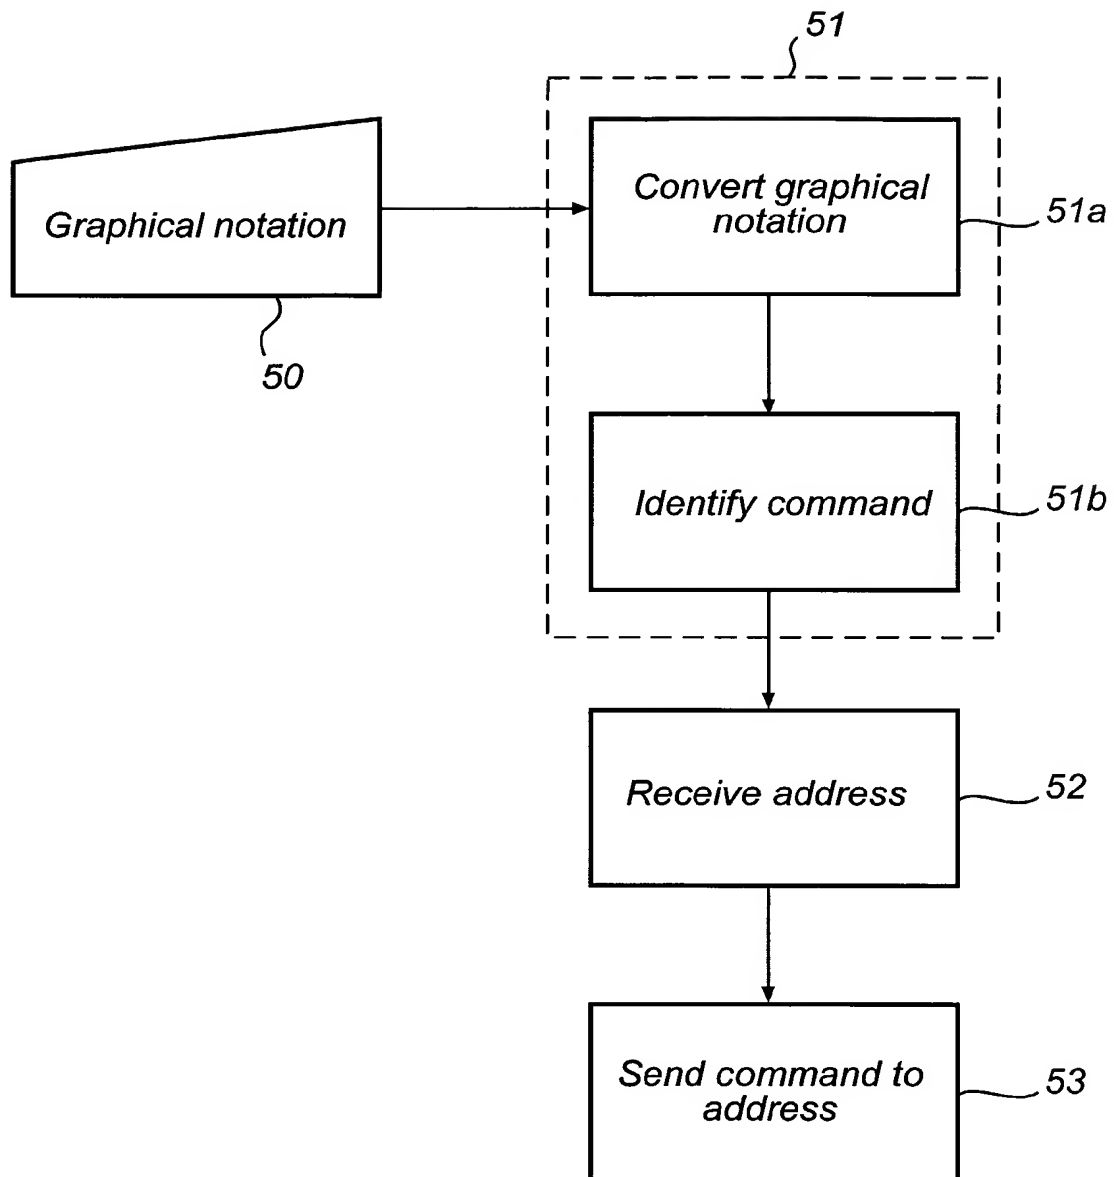 51
Graphical notation
50
Convert graphical
notation
51a
Identify command
51b
Receive address
52
Send command to
address
53